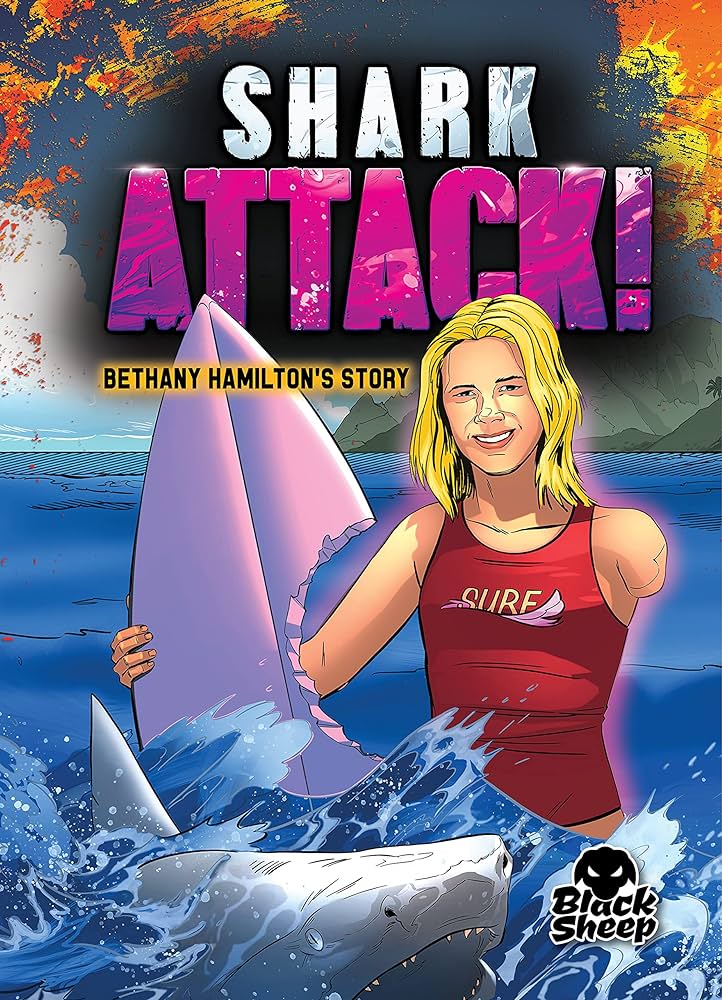 SHARK
ATTACK!
BETHANY HAMILTON'S STORY
SURF
Black
Sheep